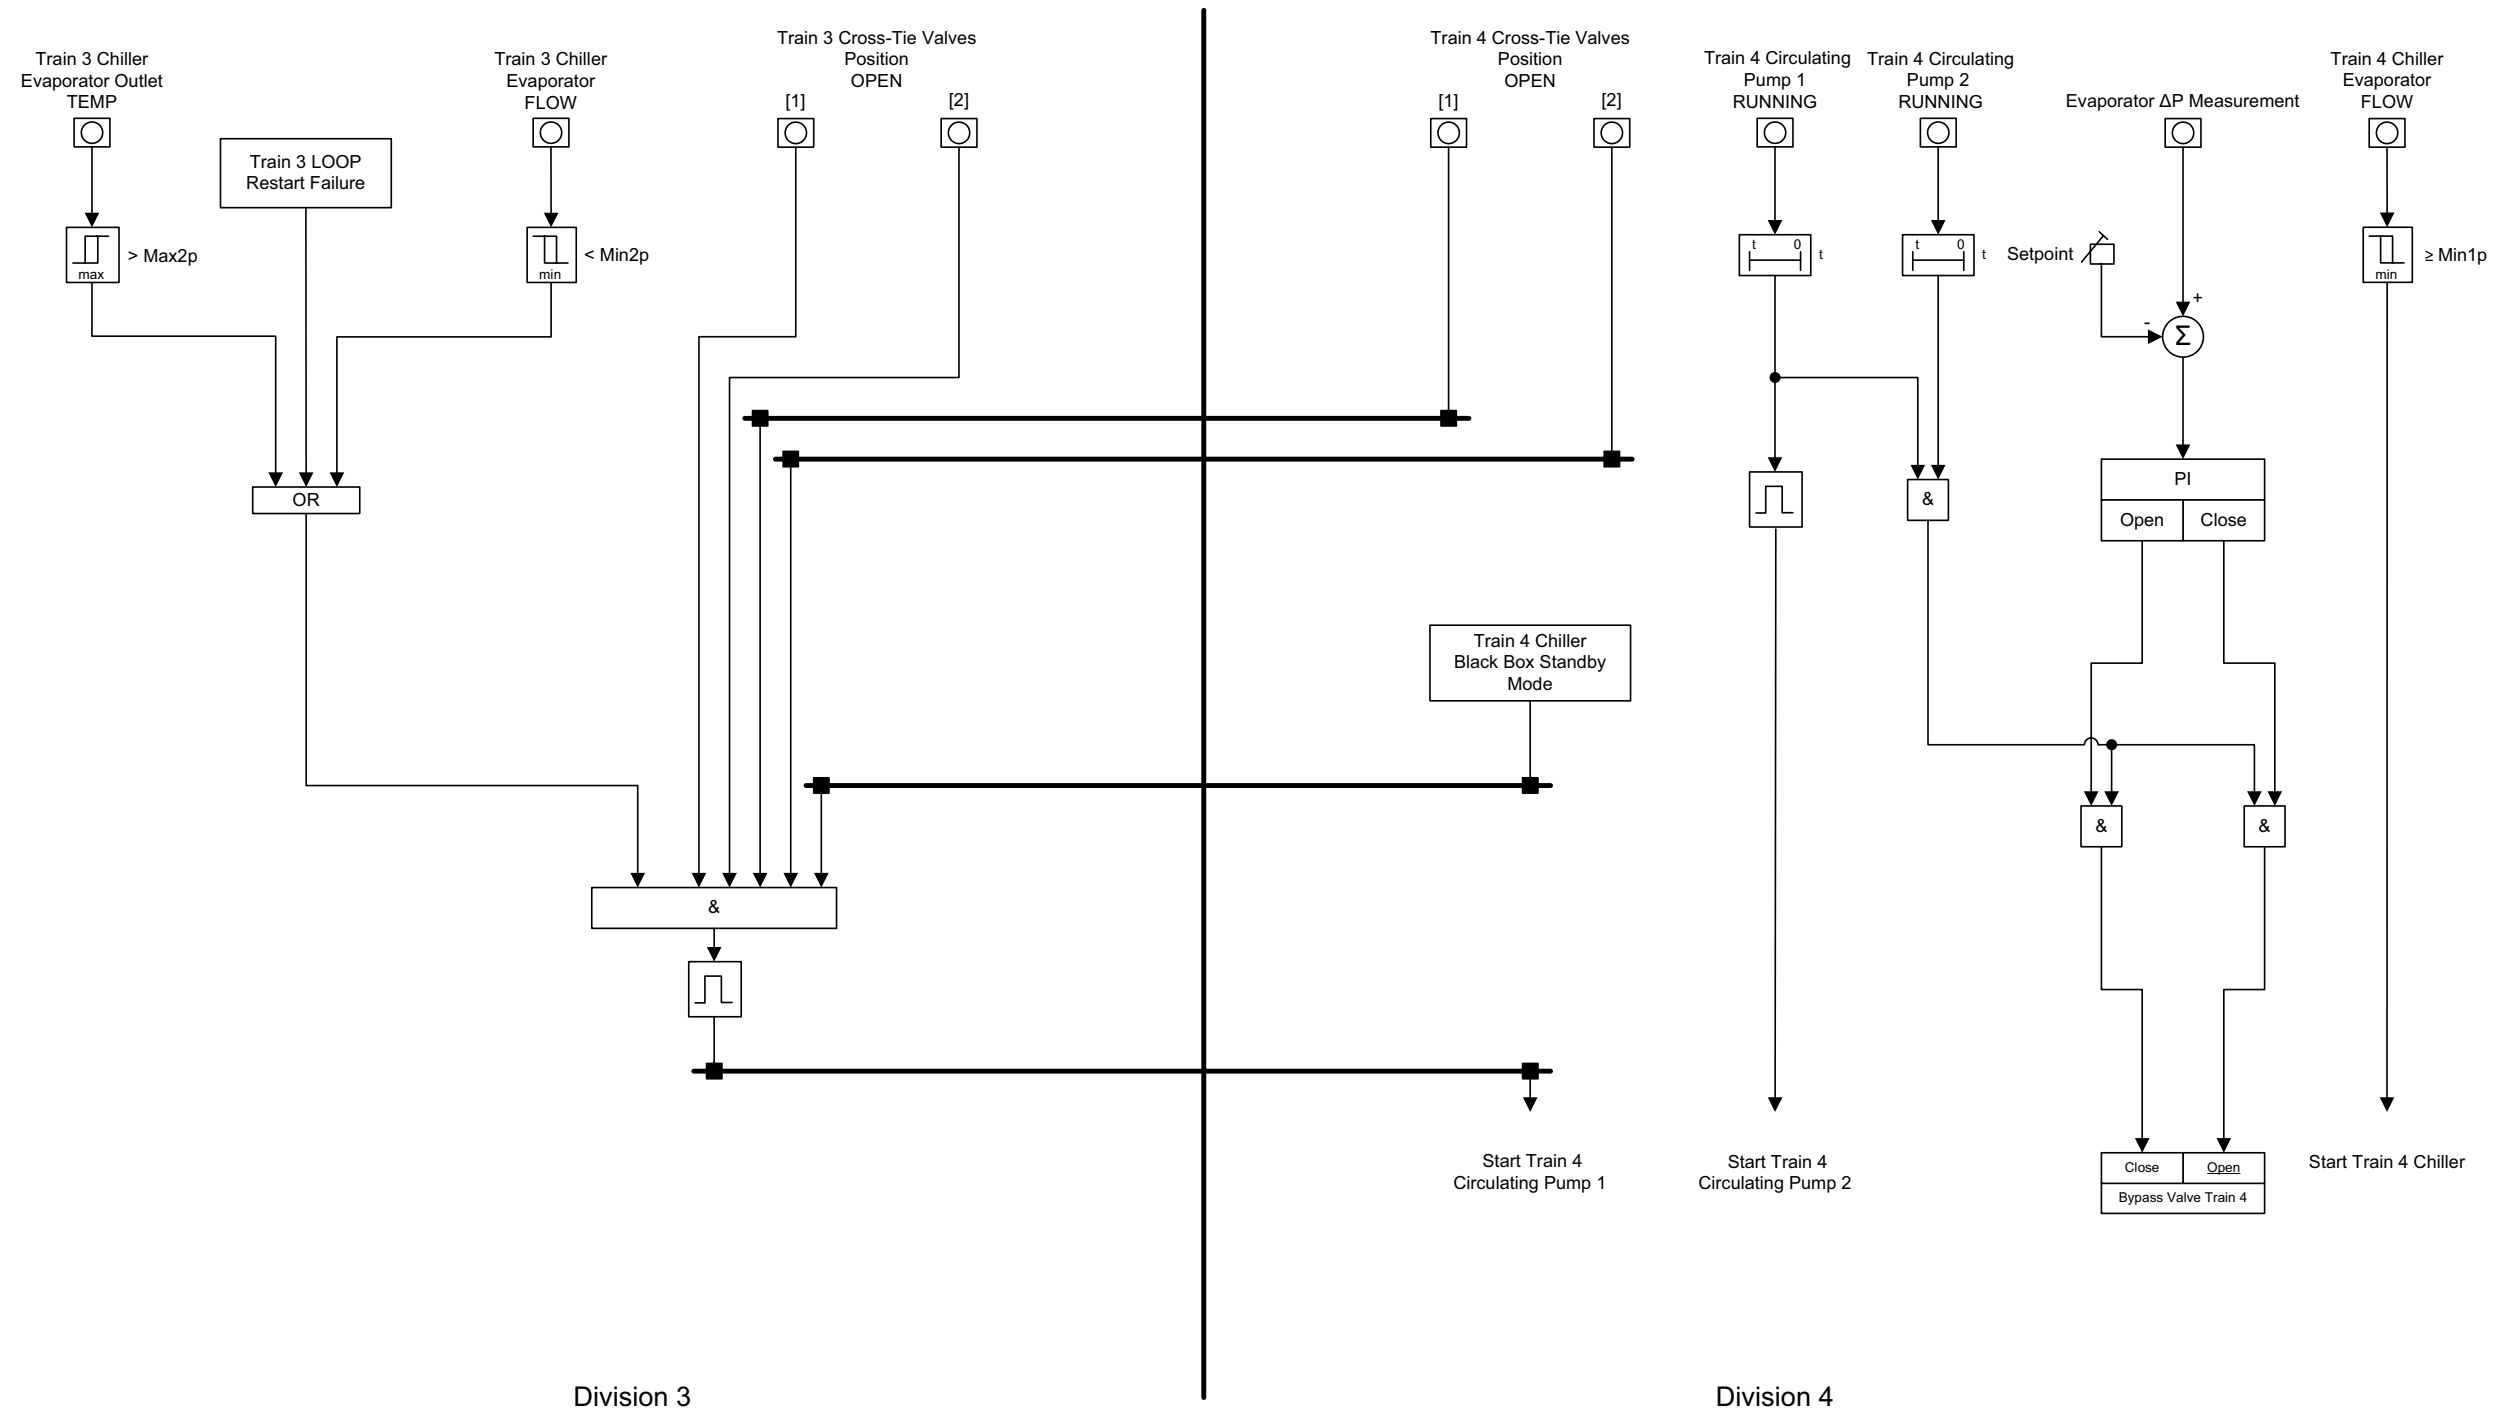 Train 3 Chiller
Evaporator Outlet
TEMP
Train 3 LOOP
Restart Failure
Train 3 Chiller
Evaporator
FLOW
Train 3 Cross-Tie Valves
Position
OPEN
[1]
[2]
Train 4 Cross-Tie Valves
Position
OPEN
[1]
[2]
Train 4 Circulating
Pump 1
RUNNING
Train 4 Circulating
Pump 2
RUNNING
Evaporator ΔP Measurement
Train 4 Chiller
Evaporator
FLOW
max
> Max2p
min
< Min2p
t 0
t
t 0
t
Setpoint
min
≥ Min1p
+
-
Σ
OR
&
PI
Open
Close
Train 4 Chiller
Black Box Standby
Mode
&
&
&
Start Train 4
Circulating Pump 1
Start Train 4
Circulating Pump 2
Close
Open
Bypass Valve Train 4
Start Train 4 Chiller
Division 3
Division 4